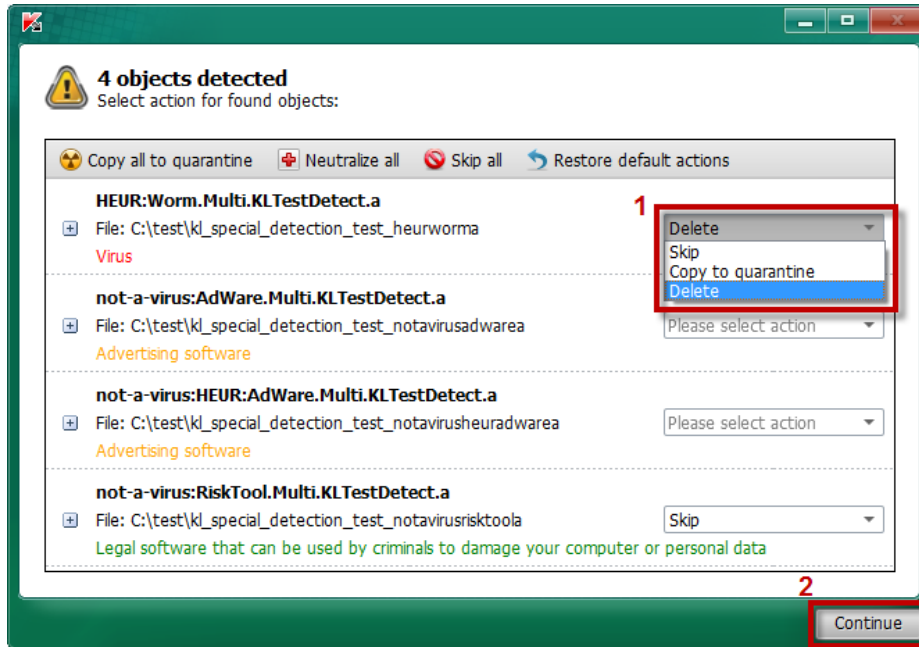 4 objects detected
Select action for found objects:
Copy all to quarantine Neutralize all Skip all Restore default actions
HEUR:Worm.Multi.KLTestDetect.a
1
File: C:\test\kl_special_detection_test_heurworma Delete
Virus
Skip
Copy to quarantine
Delete
not-a-virus:AdWare.Multi.KLTestDetect.a
File: C:\test\kl_special_detection_test_notavirusadwarea Please select action
Advertising software
not-a-virus:HEUR:AdWare.Multi.KLTestDetect.a
File: C:\test\kl_special_detection_test_notavirusheuradwarea Please select action
Advertising software
not-a-virus:RiskTool.Multi.KLTestDetect.a
File: C:\test\kl_special_detection_test_notavirusrisktoola Skip
Legal software that can be used by criminals to damage your computer or personal data
2
Continue